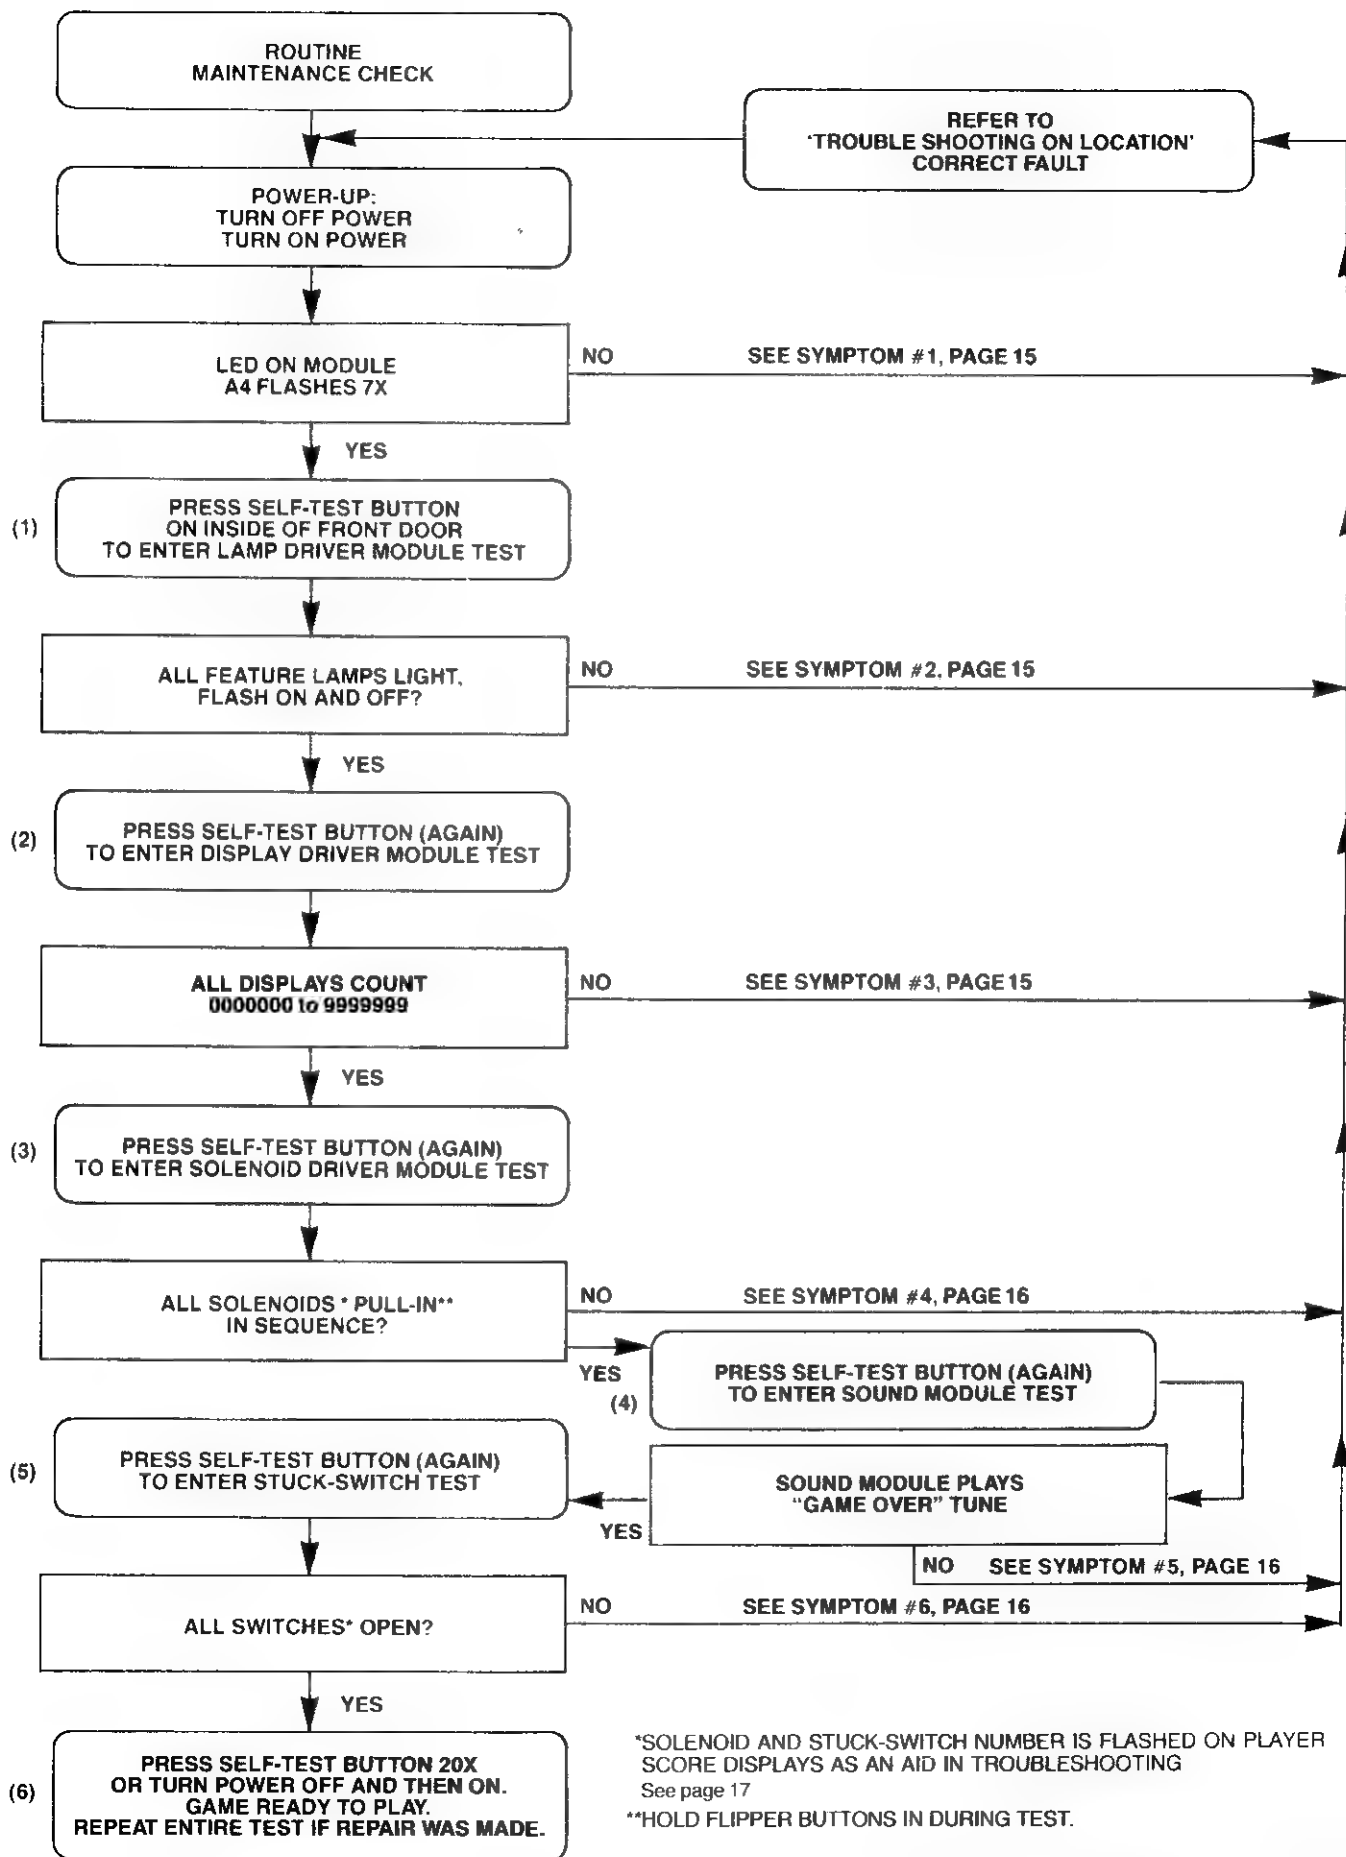 ROUTINE
MAINTENANCE CHECK
REFER TO
'TROUBLE SHOOTING ON LOCATION'
CORRECT FAULT
POWER-UP:
TURN OFF POWER
TURN ON POWER
LED ON MODULE
A4 FLASHES 7X
NO
SEE SYMPTOM #1, PAGE 15
YES
(1)
PRESS SELF-TEST BUTTON
ON INSIDE OF FRONT DOOR
TO ENTER LAMP DRIVER MODULE TEST
ALL FEATURE LAMPS LIGHT,
FLASH ON AND OFF?
NO
SEE SYMPTOM #2, PAGE 15
YES
(2)
PRESS SELF-TEST BUTTON (AGAIN)
TO ENTER DISPLAY DRIVER MODULE TEST
ALL DISPLAYS COUNT
0000000 to 9999999
NO
SEE SYMPTOM #3, PAGE 15
YES
(3)
PRESS SELF-TEST BUTTON (AGAIN)
TO ENTER SOLENOID DRIVER MODULE TEST
ALL SOLENOIDS * PULL-IN**
IN SEQUENCE?
NO
SEE SYMPTOM #4, PAGE 16
YES
(4)
PRESS SELF-TEST BUTTON (AGAIN)
TO ENTER SOUND MODULE TEST
SOUND MODULE PLAYS
"GAME OVER" TUNE
YES
NO
SEE SYMPTOM #5, PAGE 16
(5)
PRESS SELF-TEST BUTTON (AGAIN)
TO ENTER STUCK-SWITCH TEST
ALL SWITCHES* OPEN?
NO
SEE SYMPTOM #6, PAGE 16
YES
(6)
PRESS SELF-TEST BUTTON 20X
OR TURN POWER OFF AND THEN ON.
GAME READY TO PLAY.
REPEAT ENTIRE TEST IF REPAIR WAS MADE.
*SOLENOID AND STUCK-SWITCH NUMBER IS FLASHED ON PLAYER
SCORE DISPLAYS AS AN AID IN TROUBLESHOOTING
See page 17
**HOLD FLIPPER BUTTONS IN DURING TEST.